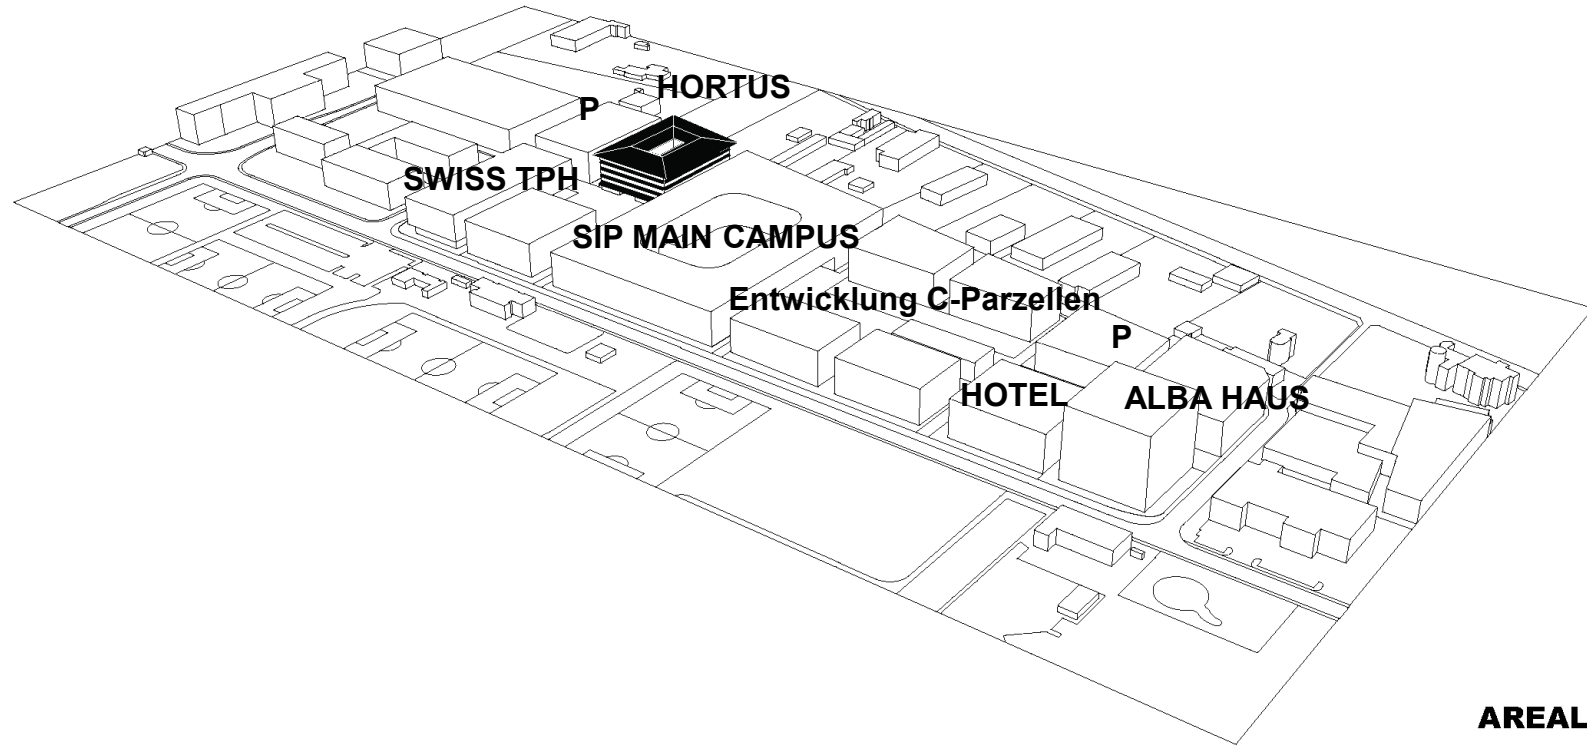 HORTUS
P
SWISS TPH
SIP MAIN CAMPUS
Entwicklung C-Parzellen
P
HOTEL
ALBA HAUS
AREAL